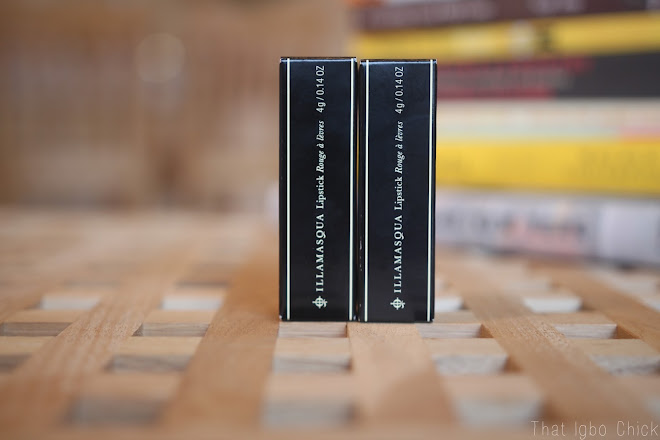 ILLAMASQUA Lipstick Rouge à lèvres 4g / 0.14 OZ
ILLAMASQUA Lipstick Rouge à lèvres 4g / 0.14 OZ
That Igbo Chick